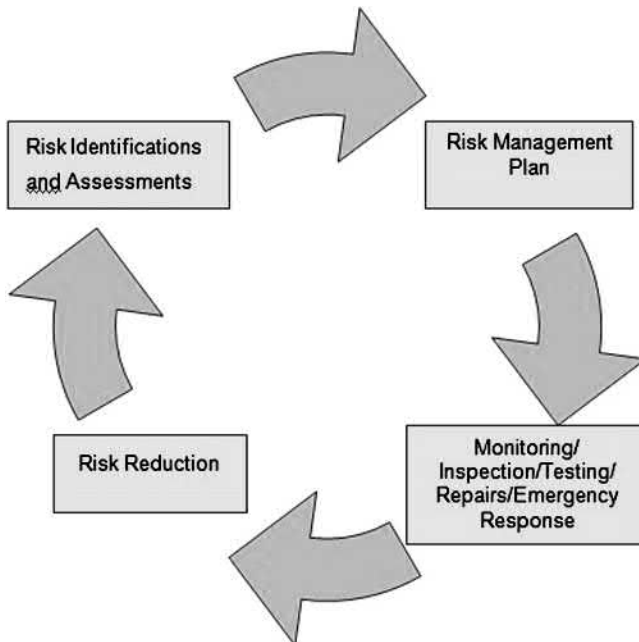 Risk Identifications
and Assessments
Risk Management
Plan
Monitoring/
Inspection/Testing/
Repairs/Emergency
Response
Risk Reduction